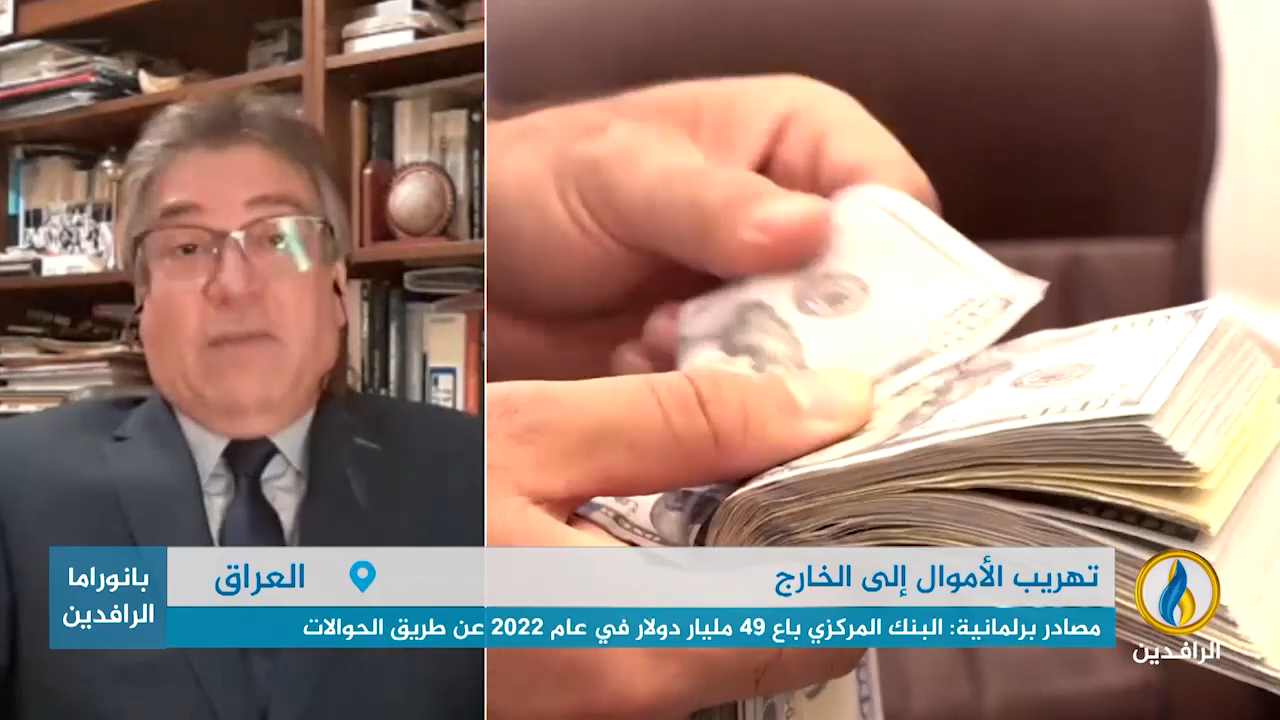 تهريب الأموال إلى الخارج
العراق
مصادر برلمانية: البنك المركزي باع 49 مليار دولار في عام 2022 عن طريق الحوالات
بانوراما
الرافدين
الرافدين